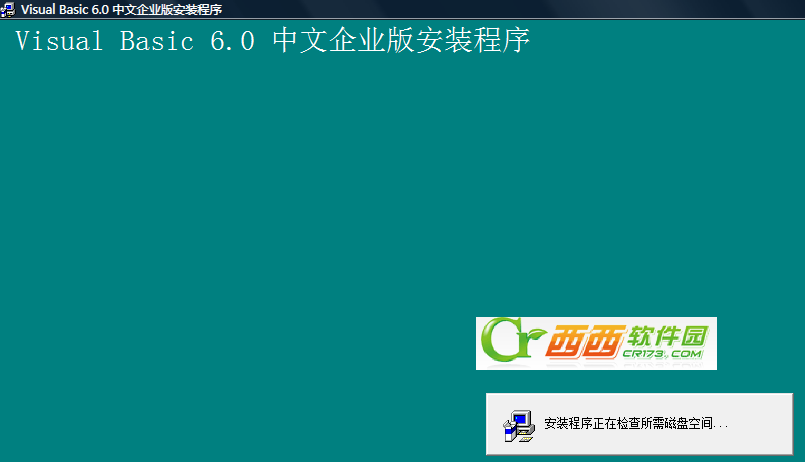 Visual Basic 6.0 中文企业版安装程序
Visual Basic 6.0 中文企业版安装程序
Cr西西软件园
CR173.COM
安装程序正在检查所需磁盘空间...